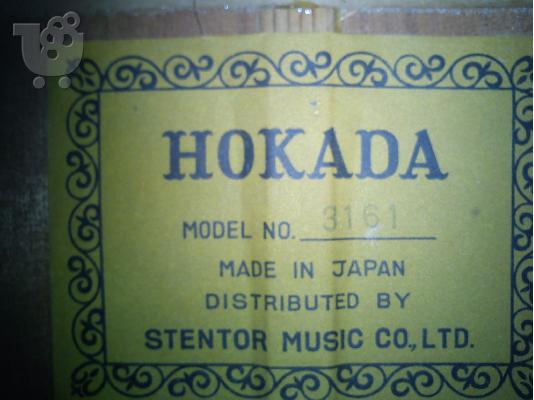 HOKADA
MODEL NO. 3161
MADE IN JAPAN
DISTRIBUTED BY
STENTOR MUSIC CO., LTD.